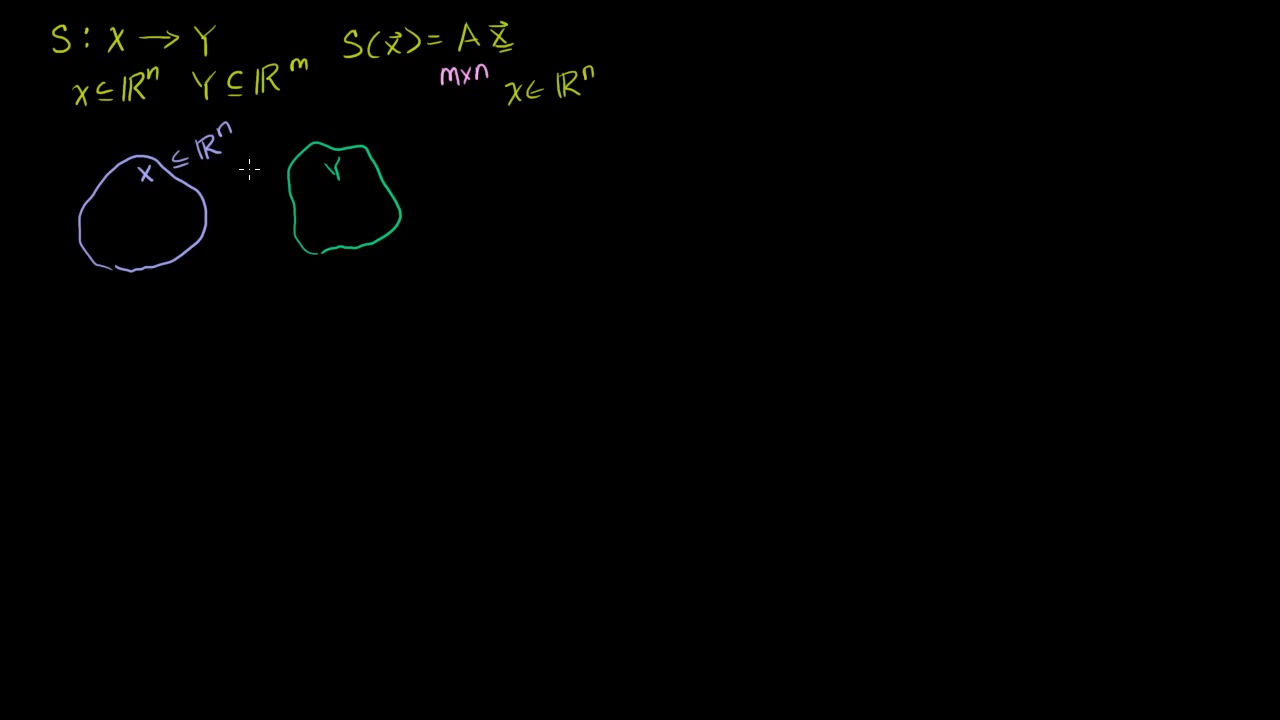 S : X → Y S(x⃗) = A x⃗
X ⊆ ℝⁿ Y ⊆ ℝᵐ m×n x ∈ ℝⁿ
X ⊆ ℝⁿ Y